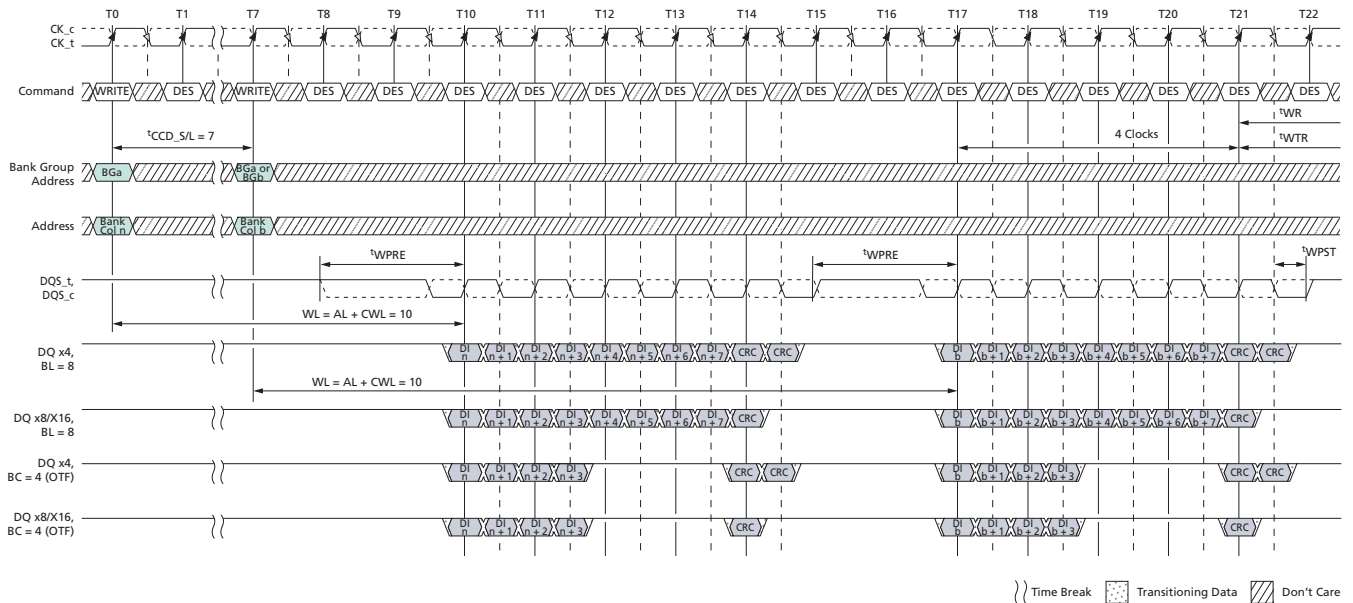 T0 T1 T7 T8 T9 T10 T11 T12 T13 T14 T15 T16 T17 T18 T19 T20 T21 T22
CK_c
CK_t
Command WRITE DES WRITE DES DES DES DES DES DES DES DES DES DES DES DES DES DES DES
tWR
tCCD_S/L = 7
4 Clocks
tWTR
Bank Group
Address
BGa
BGa or
BGb
Address
Bank
Col n
Bank
Col b
tWPRE tWPRE tWPST
DQS_t,
DQS_c
WL = AL + CWL = 10
DQ x4,
BL = 8
DI
n
DI
n + 1
DI
n + 2
DI
n + 3
DI
n + 4
DI
n + 5
DI
n + 6
DI
n + 7
CRC CRC
DI
b
DI
b + 1
DI
b + 2
DI
b + 3
DI
b + 4
DI
b + 5
DI
b + 6
DI
b + 7
CRC CRC
WL = AL + CWL = 10
DQ x8/X16,
BL = 8
DI
n
DI
n + 1
DI
n + 2
DI
n + 3
DI
n + 4
DI
n + 5
DI
n + 6
DI
n + 7
CRC
DI
b
DI
b + 1
DI
b + 2
DI
b + 3
DI
b + 4
DI
b + 5
DI
b + 6
DI
b + 7
CRC
DQ x4,
BC = 4 (OTF)
DI
n
DI
n + 1
DI
n + 2
DI
n + 3
CRC CRC
DI
b
DI
b + 1
DI
b + 2
DI
b + 3
CRC CRC
DQ x8/X16,
BC = 4 (OTF)
DI
n
DI
n + 1
DI
n + 2
DI
n + 3
CRC
DI
b
DI
b + 1
DI
b + 2
DI
b + 3
CRC
Time Break Transitioning Data Don't Care